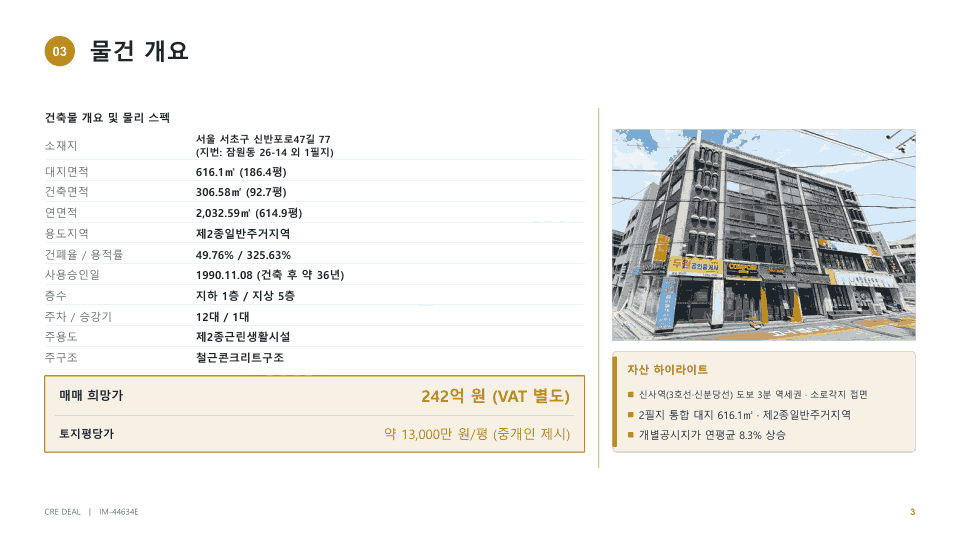 03 물건 개요
건축물 개요 및 물리 스펙
소재지 서울 서초구 신반포로47길 77
(지번: 잠원동 26-14 외 1필지)
대지면적 616.1㎡ (186.4평)
건축면적 306.58㎡ (92.7평)
연면적 2,032.59㎡ (614.9평)
용도지역 제2종일반주거지역
건폐율 / 용적률 49.76% / 325.63%
사용승인일 1990.11.08 (건축 후 약 36년)
층수 지하 1층 / 지상 5층
주차 / 승강기 12대 / 1대
주용도 제2종근린생활시설
주구조 철근콘크리트구조
매매 희망가 242억 원 (VAT 별도)
토지평당가 약 13,000만 원/평 (중개인 제시)
자산 하이라이트
■ 신사역(3호선·신분당선) 도보 3분 역세권 · 소로각지 접면
■ 2필지 통합 대지 616.1㎡ · 제2종일반주거지역
■ 개별공시지가 연평균 8.3% 상승
CRE DEAL | IM-44634E
3